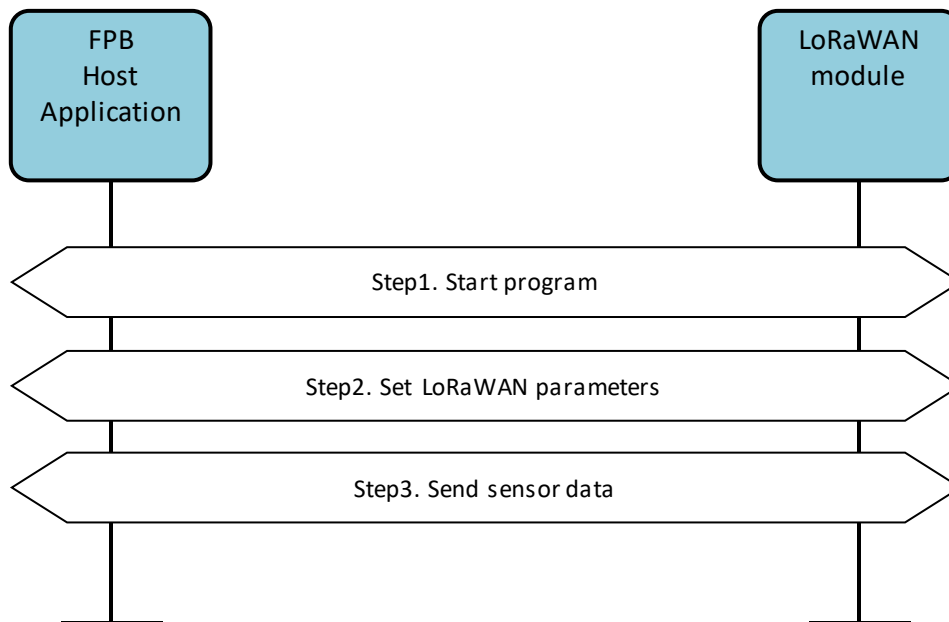 FPB
Host
Application
LoRaWAN
module
Step1. Start program
Step2. Set LoRaWAN parameters
Step3. Send sensor data